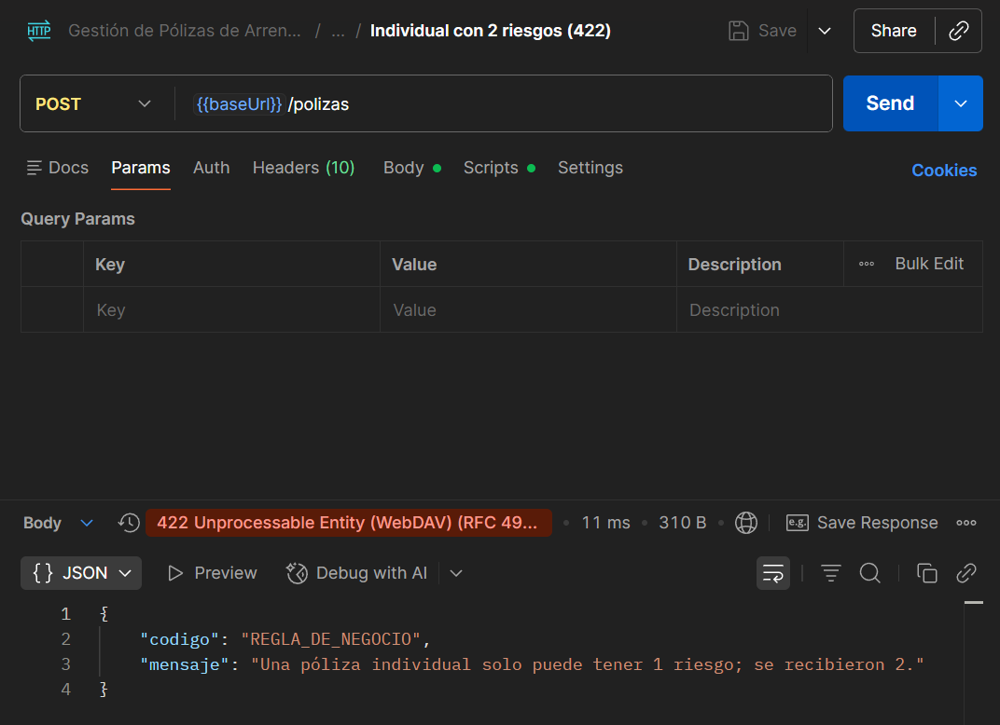 HTTP Gestión de Pólizas de Arren... / ... / Individual con 2 riesgos (422) Save Share
POST {{baseUrl}} /polizas Send
Docs Params Auth Headers (10) Body Scripts Settings Cookies
Query Params
Key Value Description Bulk Edit
Key Value Description
Body 422 Unprocessable Entity (WebDAV) (RFC 49... 11 ms 310 B e.g. Save Response
{} JSON Preview Debug with AI
1 {
2 "codigo": "REGLA_DE_NEGOCIO",
3 "mensaje": "Una póliza individual solo puede tener 1 riesgo; se recibieron 2."
4 }